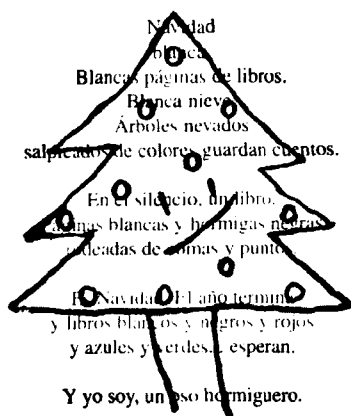 Navidad
blanca
Blancas páginas de libros.
Blanca nieve
Árboles nevados
salpicados de colores guardan cuentos.
En el silencio, un libro.
páginas blancas y hormigas negras
rodeadas de comas y puntos.
Es Navidad. El año termina
y libros blancos y negros y rojos
y azules y verdes... esperan.
Y yo soy, un oso hormiguero.